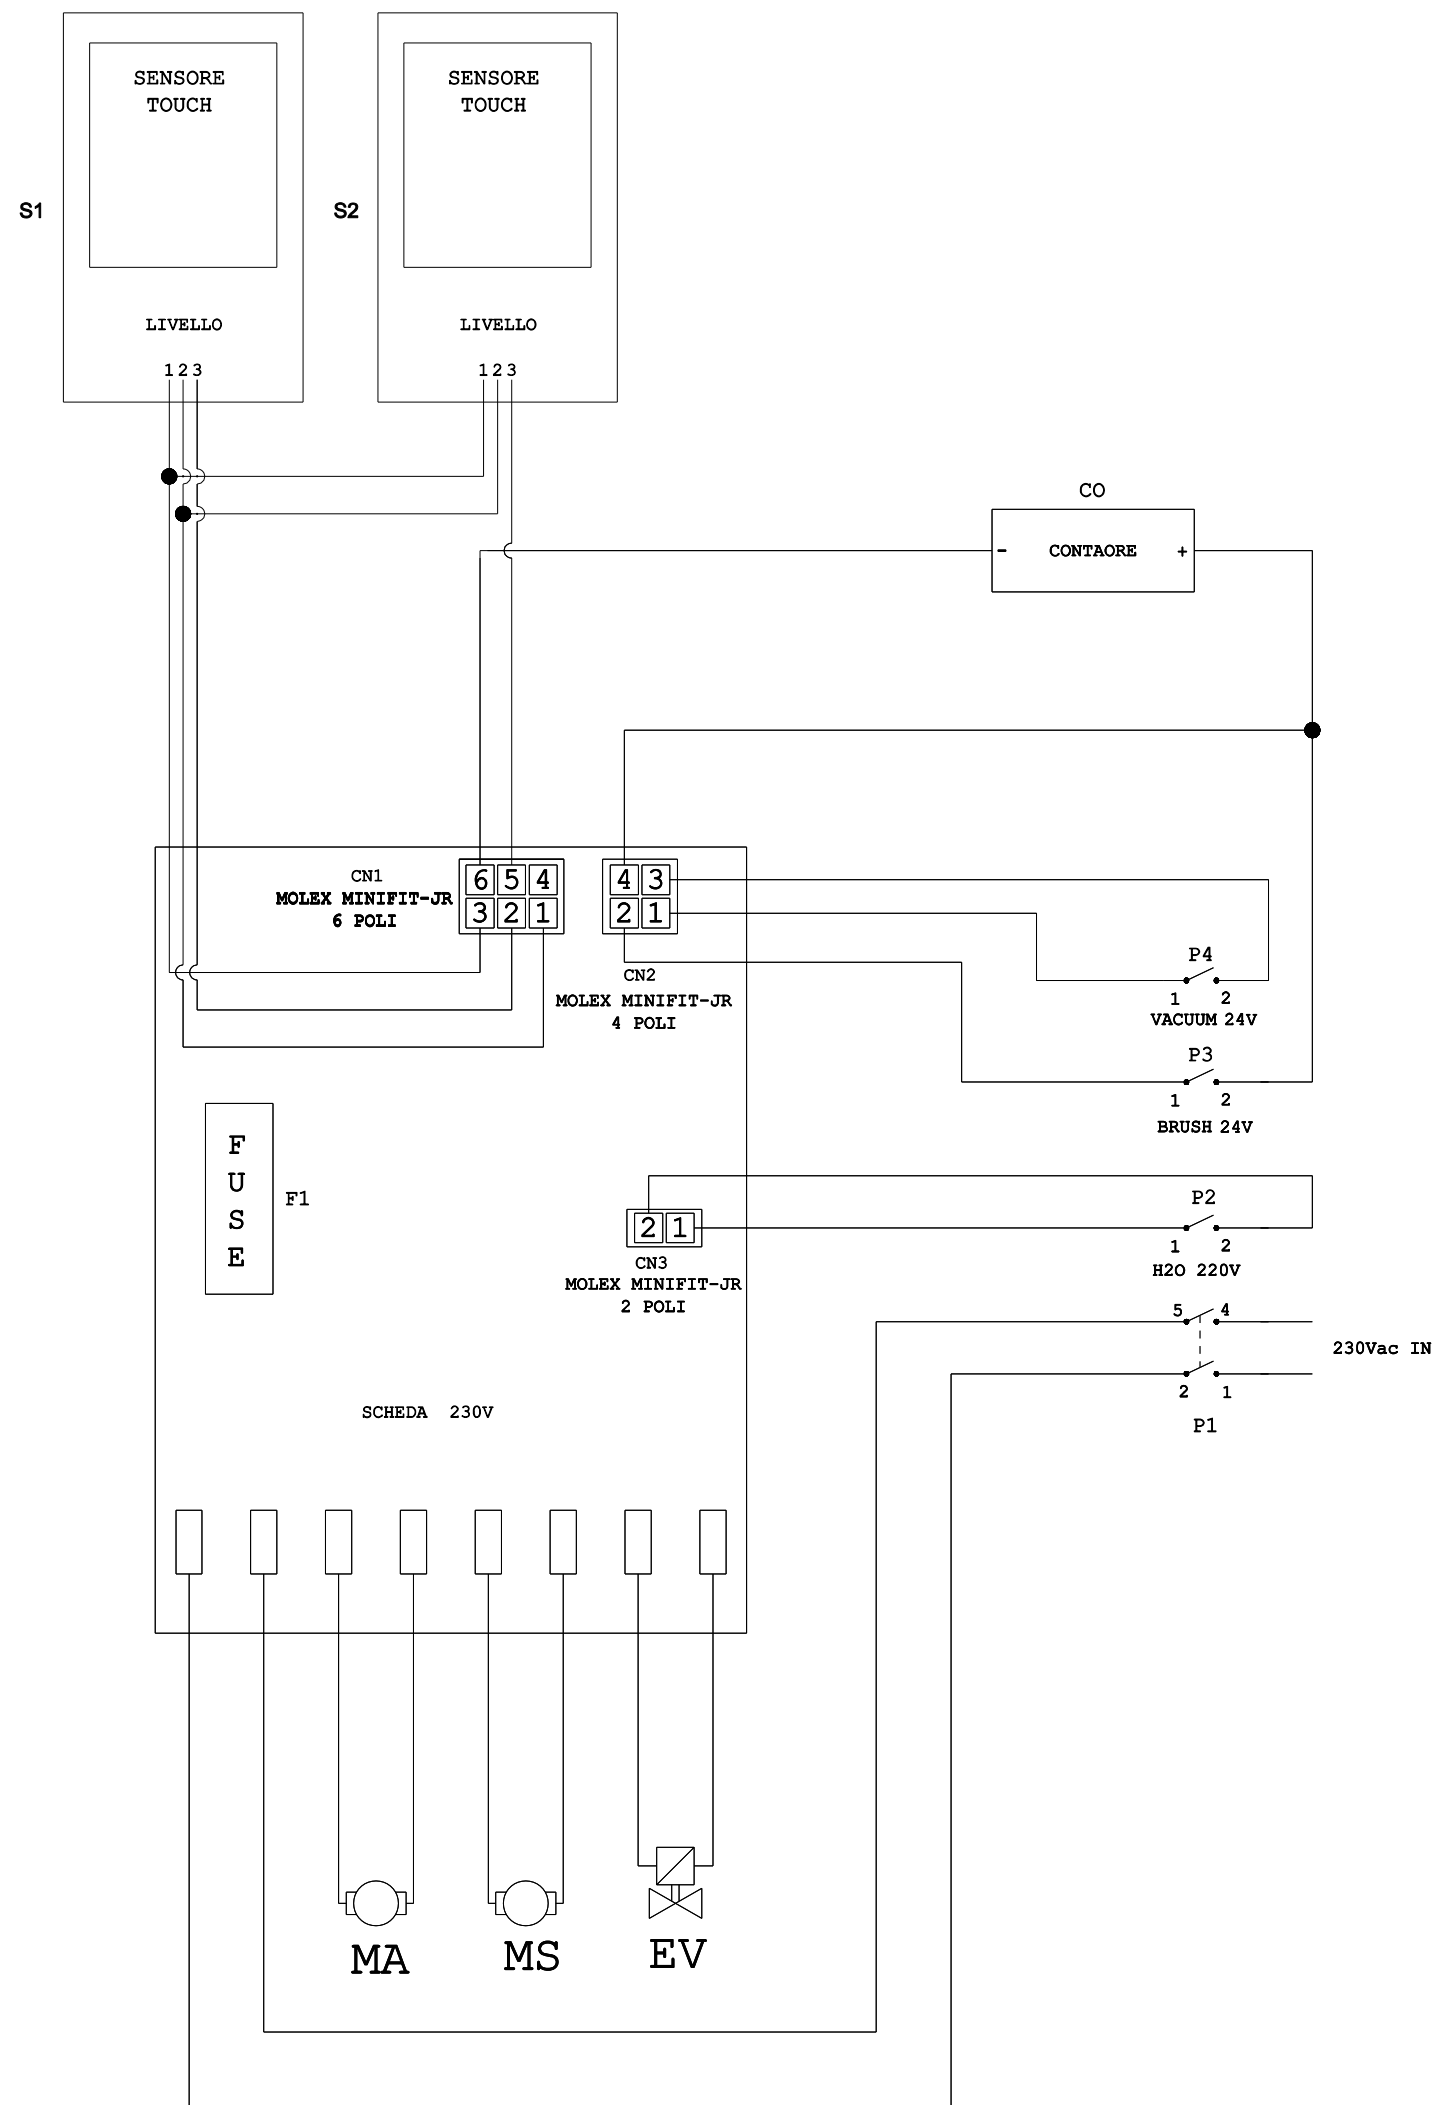 SENSORE
TOUCH
SENSORE
TOUCH
S1
S2
LIVELLO
LIVELLO
1 2 3
1 2 3
CO
- CONTAORE +
CN1
MOLEX MINIFIT-JR
6 POLI
6 5 4
3 2 1
4 3
2 1
CN2
MOLEX MINIFIT-JR
4 POLI
P4
1 2
VACUUM 24V
P3
1 2
BRUSH 24V
F
U
S
E
F1
2 1
CN3
MOLEX MINIFIT-JR
2 POLI
P2
1 2
H2O 220V
5 4
230Vac IN
2 1
P1
SCHEDA 230V
MA
MS
EV